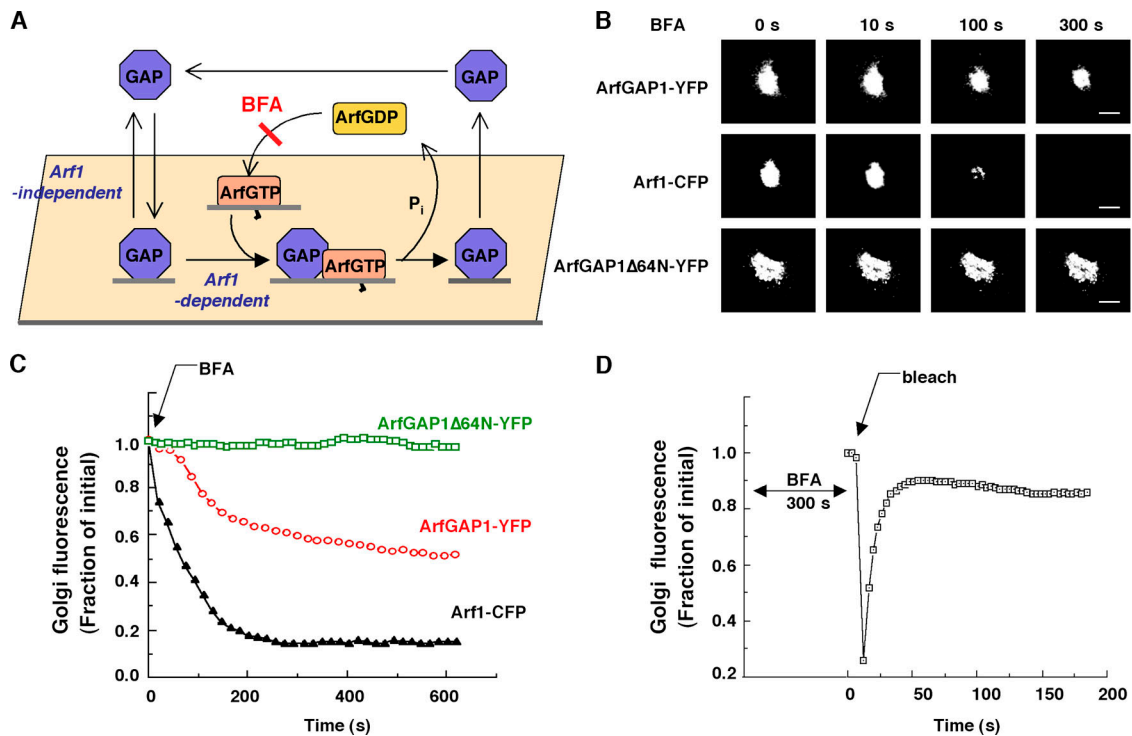 A
GAP
GAP
BFA
ArfGDP
Arf1
-independent
ArfGTP
Pi
GAP
GAP
ArfGTP
GAP
Arf1
-dependent
B
BFA 0 s 10 s 100 s 300 s
ArfGAP1-YFP
Arf1-CFP
ArfGAP1Δ64N-YFP
C
BFA
ArfGAP1Δ64N-YFP
ArfGAP1-YFP
Arf1-CFP
Golgi fluorescence
(Fraction of initial)
1.0
0.8
0.6
0.4
0.2
0.0
0 200 400 600
Time (s)
D
bleach
BFA
300 s
Golgi fluorescence
(Fraction of initial)
1.0
0.8
0.6
0.4
0.2
0 50 100 150 200
Time (s)